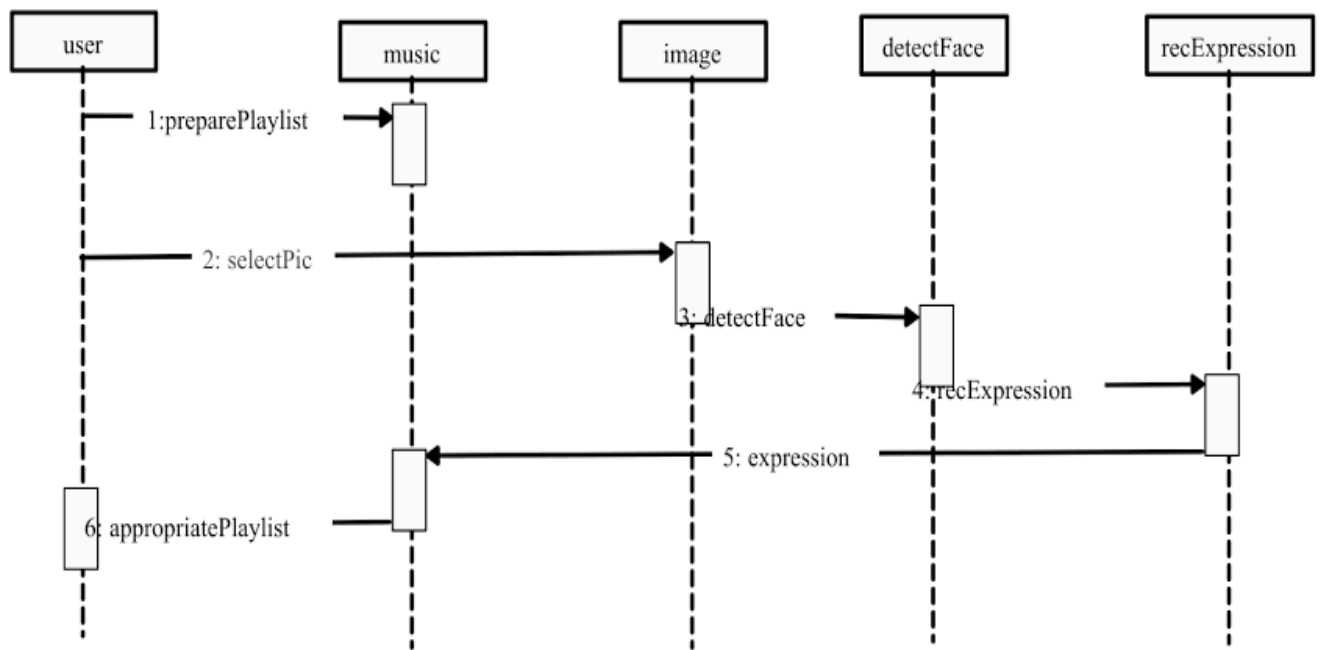 user
music
image
detectFace
recExpression
1:preparePlaylist
2: selectPic
3: detectFace
4: recExpression
5: expression
6: appropriatePlaylist